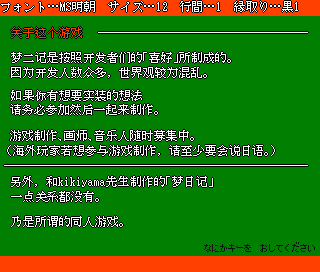 フォント…MS明朝　サイズ…12　行間…1　縁取り…黒1
关于这个游戏
梦二记是按照开发者们的「喜好」所制成的。
因为开发人数众多，世界观较为混乱。
如果你有想要实装的想法
请务必参加然后一起来制作。
游戏制作、画师、音乐人随时募集中。
（海外玩家若想参与游戏制作，请至少要会说日语。）
另外，和kikiyama先生制作的「梦日记」
一点关系都没有。
乃是所谓的同人游戏。
なにかキーを　おしてください